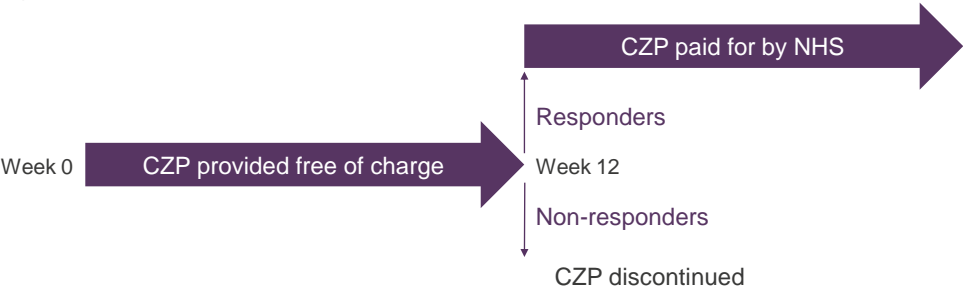 CZP paid for by NHS
Responders
Week 0
CZP provided free of charge
Week 12
Non-responders
CZP discontinued